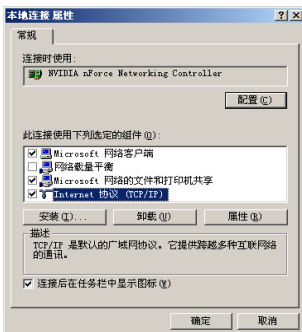 本地连接 属性
常规
连接时使用:
NVIDIA nForce Networking Controller
配置(C)
此连接使用下列选定的组件(O):
Microsoft 网络客户端
网络载量平衡
Microsoft 网络的文件和打印机共享
Internet 协议 (TCP/IP)
安装(I)... 卸载(U) 属性(R)
描述
TCP/IP 是默认的广域网协议。它提供跨越多种互联网络
的通讯。
连接后在任务栏中显示图标(W)
确定 取消